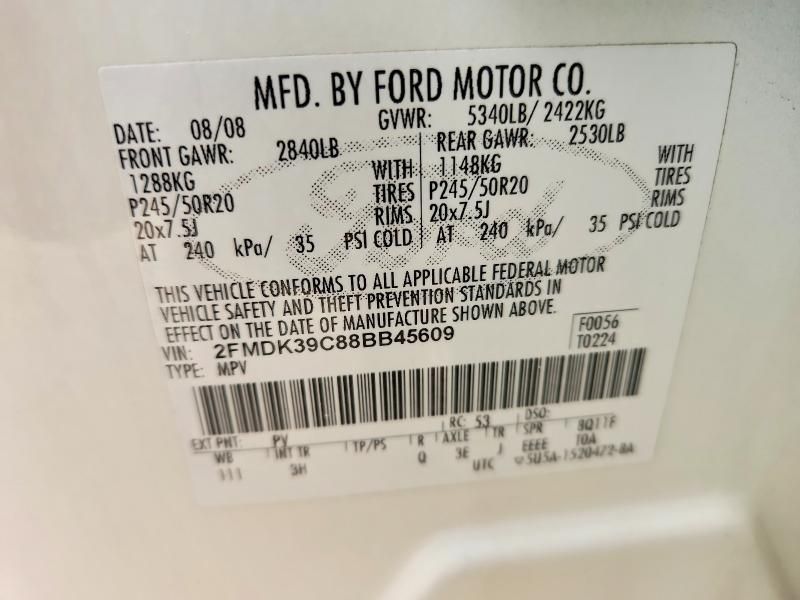 MFD. BY FORD MOTOR CO.
DATE: 08/08 GVWR: 5340LB/ 2422KG
FRONT GAWR: 2840LB REAR GAWR: 2530LB
1288KG WITH 1148KG WITH
P245/50R20 TIRES P245/50R20 TIRES
20x7.5J RIMS 20x7.5J RIMS
AT 240 kPa/ 35 PSI COLD AT 240 kPa/ 35 PSI COLD
THIS VEHICLE CONFORMS TO ALL APPLICABLE FEDERAL MOTOR
VEHICLE SAFETY AND THEFT PREVENTION STANDARDS IN
EFFECT ON THE DATE OF MANUFACTURE SHOWN ABOVE.
VIN: 2FMDK39C88BB45609 F0056
TYPE: MPV T0224
EXT PNT: PV RC: 53 DSO:
WB INT TR TP/PS R AXLE TR SPR
111 3H Q 3E J EEEE
UTC